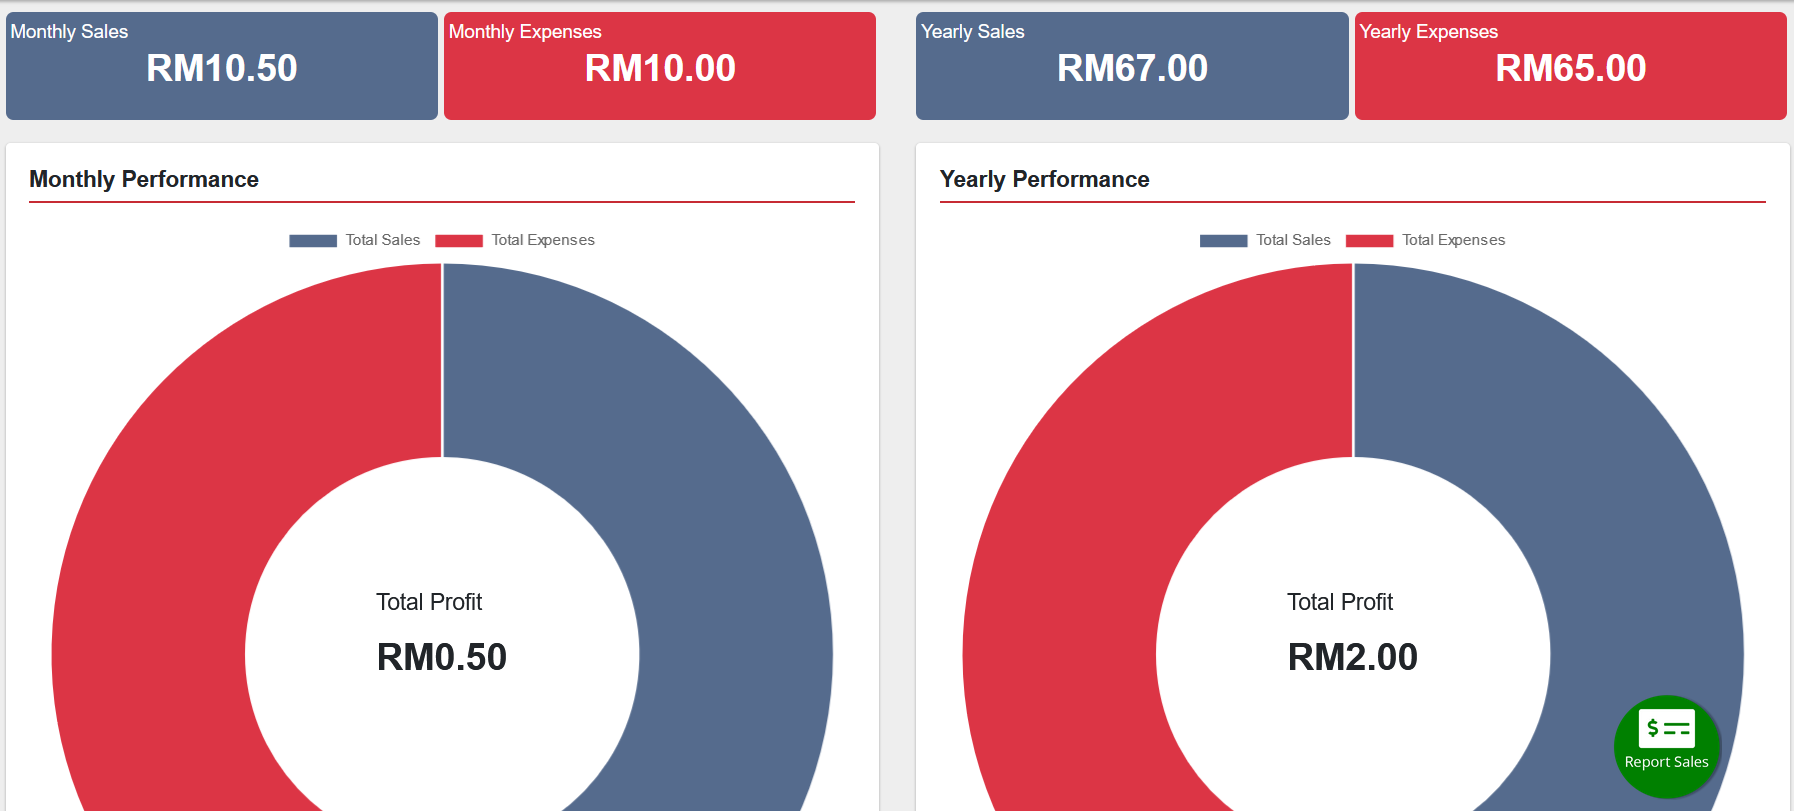 Monthly Sales
RM10.50
Monthly Expenses
RM10.00
Yearly Sales
RM67.00
Yearly Expenses
RM65.00
Monthly Performance
Total Sales
Total Expenses
Total Profit
RM0.50
Yearly Performance
Total Sales
Total Expenses
Total Profit
RM2.00
$
Report Sales